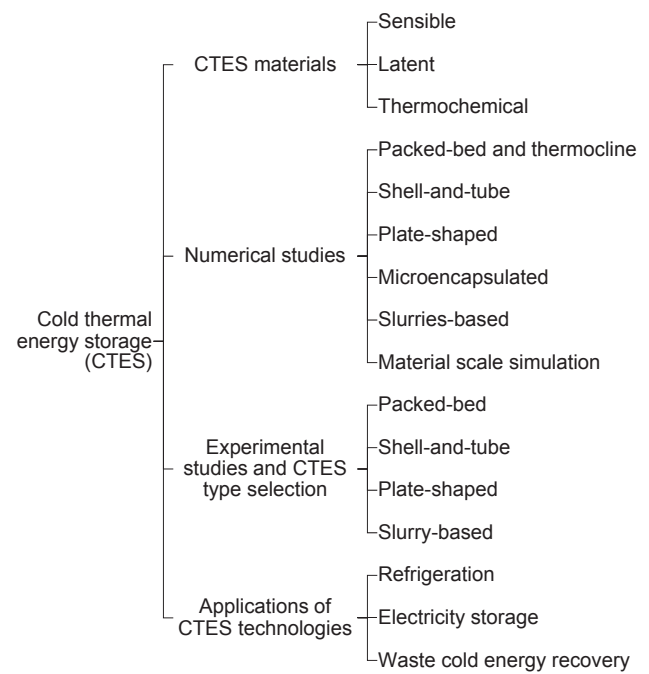 Cold thermal
energy storage
(CTES)
CTES materials
Sensible
Latent
Thermochemical
Numerical studies
Packed-bed and thermocline
Shell-and-tube
Plate-shaped
Microencapsulated
Slurries-based
Material scale simulation
Experimental
studies and CTES
type selection
Packed-bed
Shell-and-tube
Plate-shaped
Slurry-based
Applications of
CTES technologies
Refrigeration
Electricity storage
Waste cold energy recovery